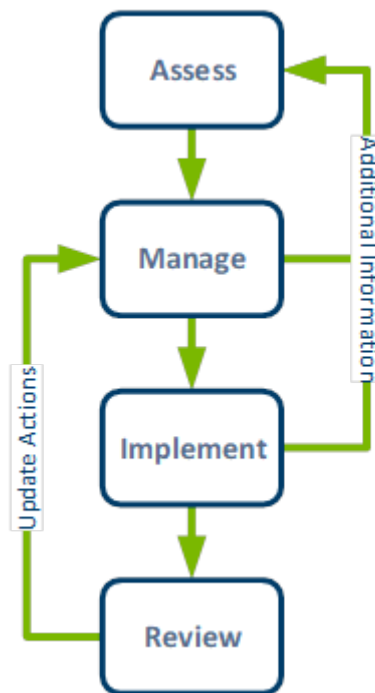 Assess
Additional Information
Manage
Update Actions
Implement
Review